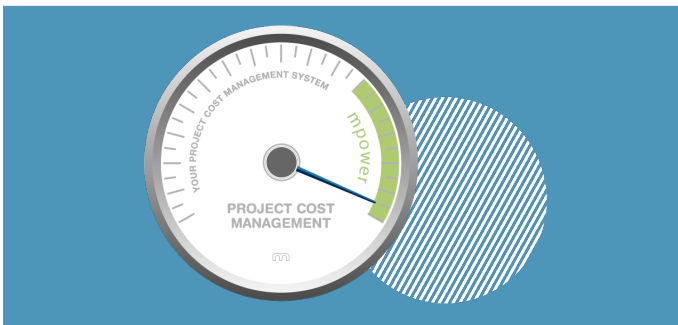 YOUR PROJECT COST MANAGEMENT SYSTEM
mpower
PROJECT COST
MANAGEMENT
m